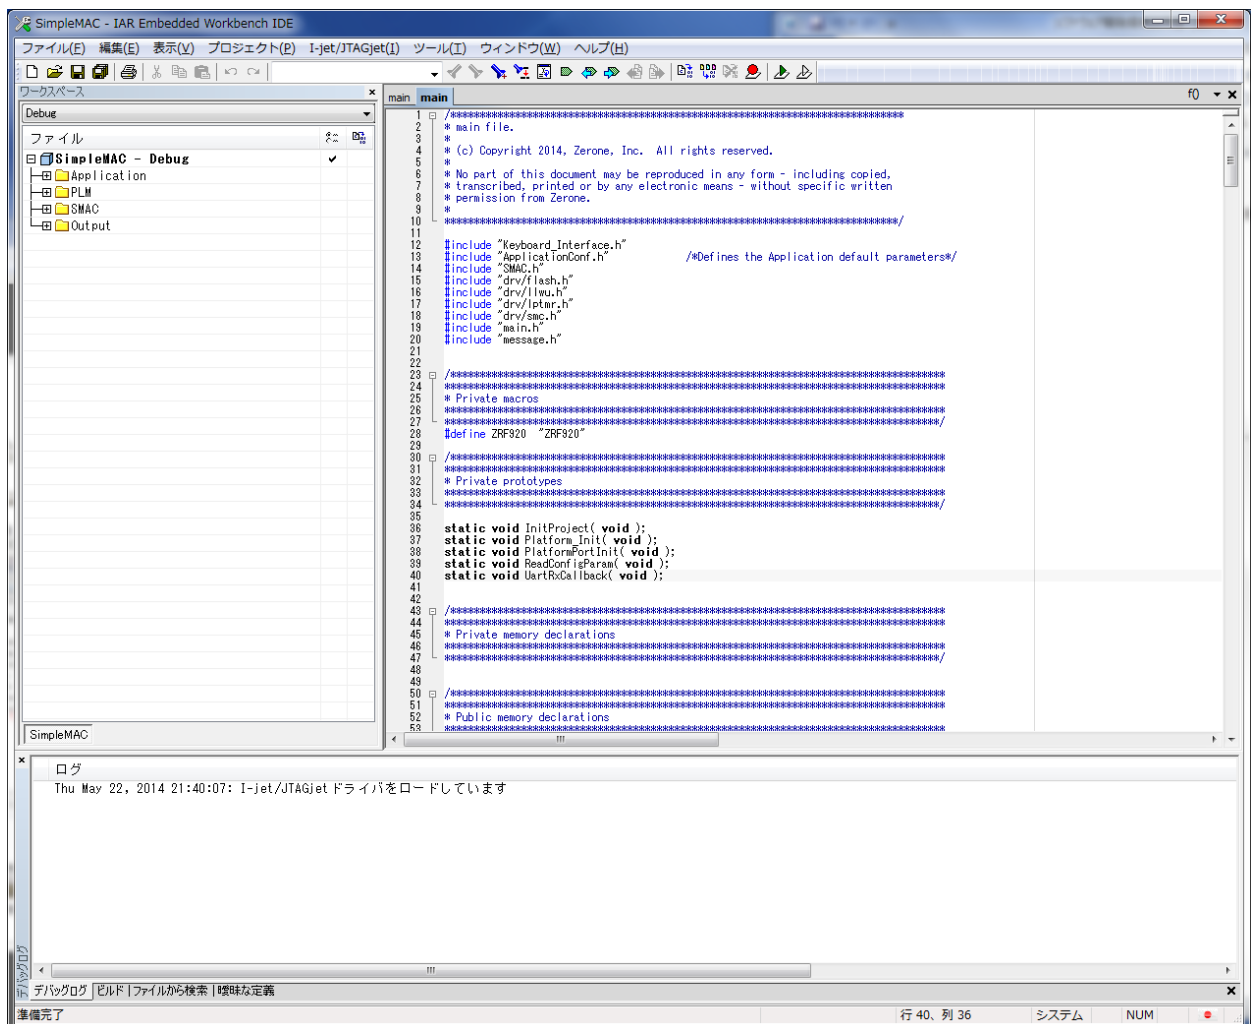 SimpleMAC - IAR Embedded Workbench IDE
ファイル(F) 編集(E) 表示(V) プロジェクト(P) I-jet/JTAGjet(I) ツール(T) ウィンドウ(W) ヘルプ(H)
ワークスペース
Debug
ファイル
SimpleMAC - Debug
Application
PLM
SMAC
Output
SimpleMAC
main main f()
1 /******************************************************************************
2 * main file.
3 *
4 * (c) Copyright 2014, Zerone, Inc. All rights reserved.
5 *
6 * No part of this document may be reproduced in any form - including copied,
7 * transcribed, printed or by any electronic means - without specific written
8 * permission from Zerone.
9 *
10 *****************************************************************************/
11
12 #include "Keyboard_Interface.h"
13 #include "ApplicationConf.h" /*Defines the Application default parameters*/
14 #include "SMAC.h"
15 #include "drv/flash.h"
16 #include "drv/llwu.h"
17 #include "drv/lptmr.h"
18 #include "drv/smc.h"
19 #include "main.h"
20 #include "message.h"
21
22
23 /*************************************************************************************
24 *************************************************************************************
25 * Private macros
26 *************************************************************************************
27 ************************************************************************************/
28 #define ZRF920 "ZRF920"
29
30 /*************************************************************************************
31 *************************************************************************************
32 * Private prototypes
33 *************************************************************************************
34 ************************************************************************************/
35
36 static void InitProject( void );
37 static void Platform_Init( void );
38 static void PlatformPortInit( void );
39 static void ReadConfigParam( void );
40 static void UartRxCallback( void );
41
42
43 /*************************************************************************************
44 *************************************************************************************
45 * Private memory declarations
46 *************************************************************************************
47 ************************************************************************************/
48
49
50 /*************************************************************************************
51 *************************************************************************************
52 * Public memory declarations
53 *************************************************************************************
ログ
Thu May 22, 2014 21:40:07: I-jet/JTAGjet ドライバをロードしています
デバッグログ
デバッグログ ビルド ファイルから検索 曖昧な定義
準備完了 行 40、列 36 システム NUM